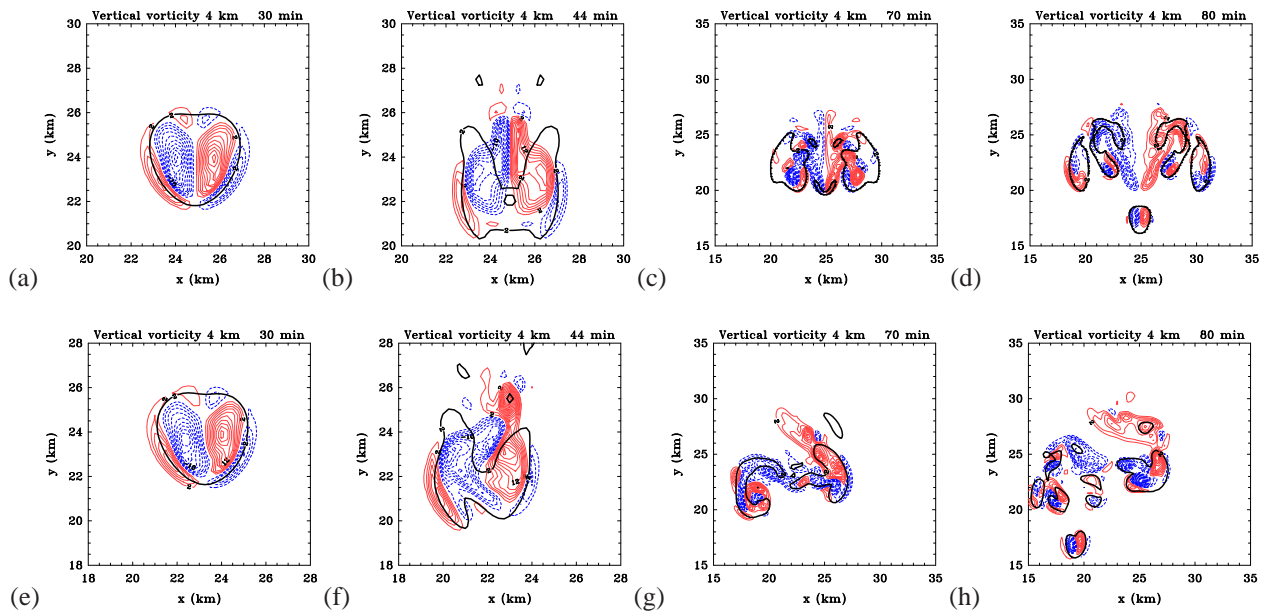 Vertical vorticity 4 km 30 min
30
28
26
24
22
20
y (km)
20 22 24 26 28 30
x (km)
(a)
Vertical vorticity 4 km 44 min
30
28
26
24
22
20
y (km)
20 22 24 26 28 30
x (km)
(b)
Vertical vorticity 4 km 70 min
35
30
25
20
15
y (km)
15 20 25 30 35
x (km)
(c)
Vertical vorticity 4 km 80 min
35
30
25
20
15
y (km)
15 20 25 30 35
x (km)
(d)
Vertical vorticity 4 km 30 min
28
26
24
22
20
18
y (km)
18 20 22 24 26 28
x (km)
(e)
Vertical vorticity 4 km 44 min
28
26
24
22
20
18
y (km)
18 20 22 24 26 28
x (km)
(f)
Vertical vorticity 4 km 70 min
35
30
25
20
15
y (km)
15 20 25 30 35
x (km)
(g)
Vertical vorticity 4 km 80 min
35
30
25
20
15
y (km)
15 20 25 30 35
x (km)
(h)